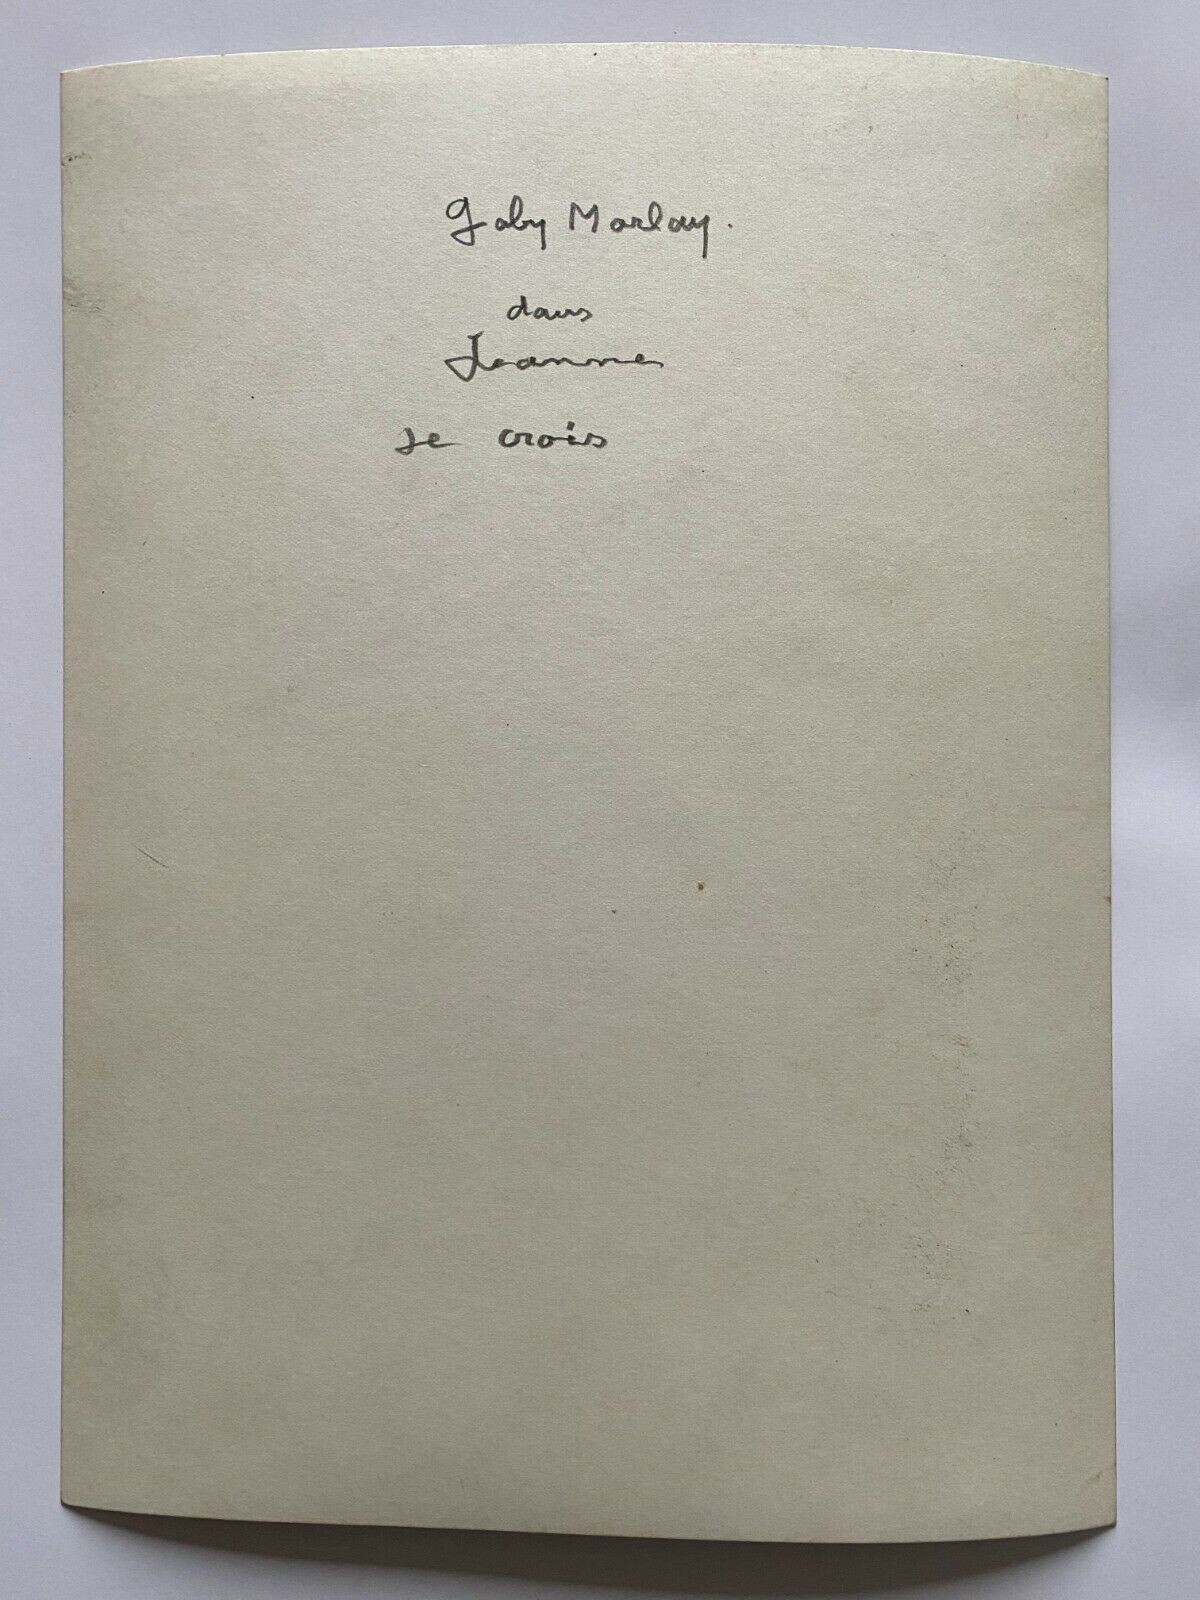 Gaby Morlay.
dans
Jeanne
Je crois